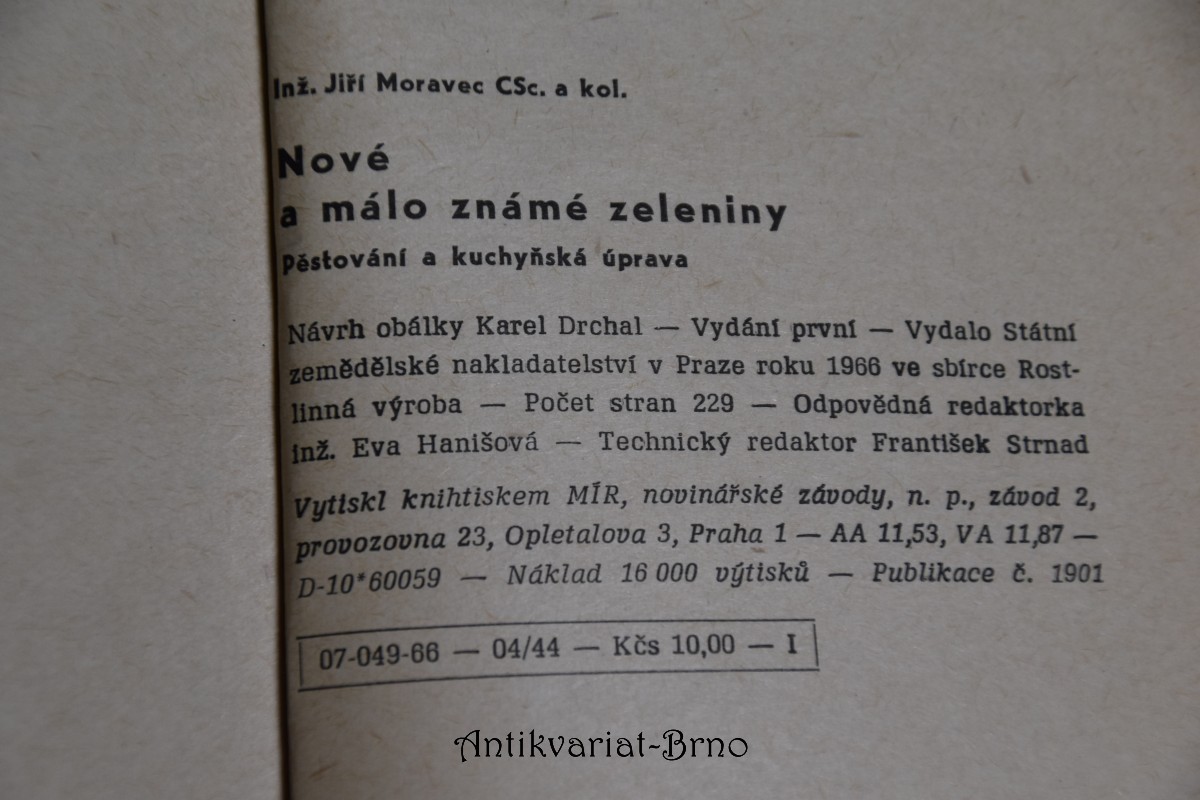 Inž. Jiří Moravec CSc. a kol.
Nové
a málo známé zeleniny
Pěstování a kuchyňská úprava
Návrh obálky Karel Drchal — Vydání první — Vydalo Státní
zemědělské nakladatelství v Praze roku 1966 ve sbírce Rost-
linná výroba — Počet stran 229 — Odpovědná redaktorka
inž. Eva Hanišová — Technický redaktor František Strnad
Vytiskl knihtiskem MÍR, novinářské závody, n. p., závod 2,
provozovna 23, Opletalova 3, Praha 1 — AA 11,53, VA 11,87 —
D-10*60059 — Náklad 16 000 výtisků — Publikace č. 1901
07-049-66 — 04/44 — Kčs 10,00 — I
Antikvariat-Brno